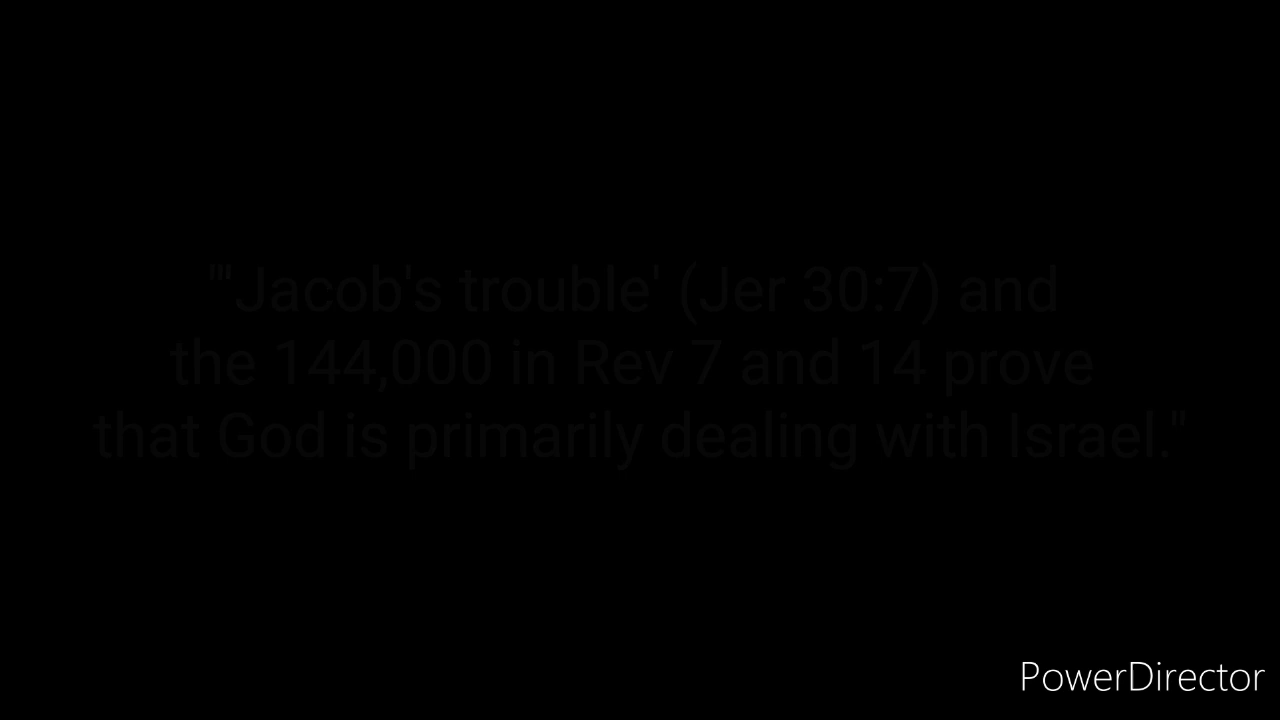 "'Jacob's trouble' (Jer 30:7) and
the 144,000 in Rev 7 and 14 prove
that God is primarily dealing with Israel."
PowerDirector